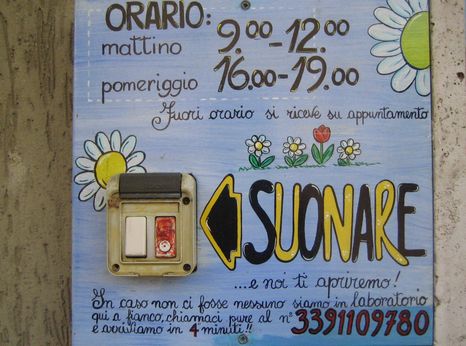 ORARIO:
mattino 9.00-12.00
pomeriggio 16.00-19.00
Fuori orario si riceve su appuntamento
SUONARE
...e noi ti apriremo!
In caso non ci fosse nessuno siamo in laboratorio
qui a fianco, chiamaci pure al n° 3391109780
e arriviamo in 4 minuti!!